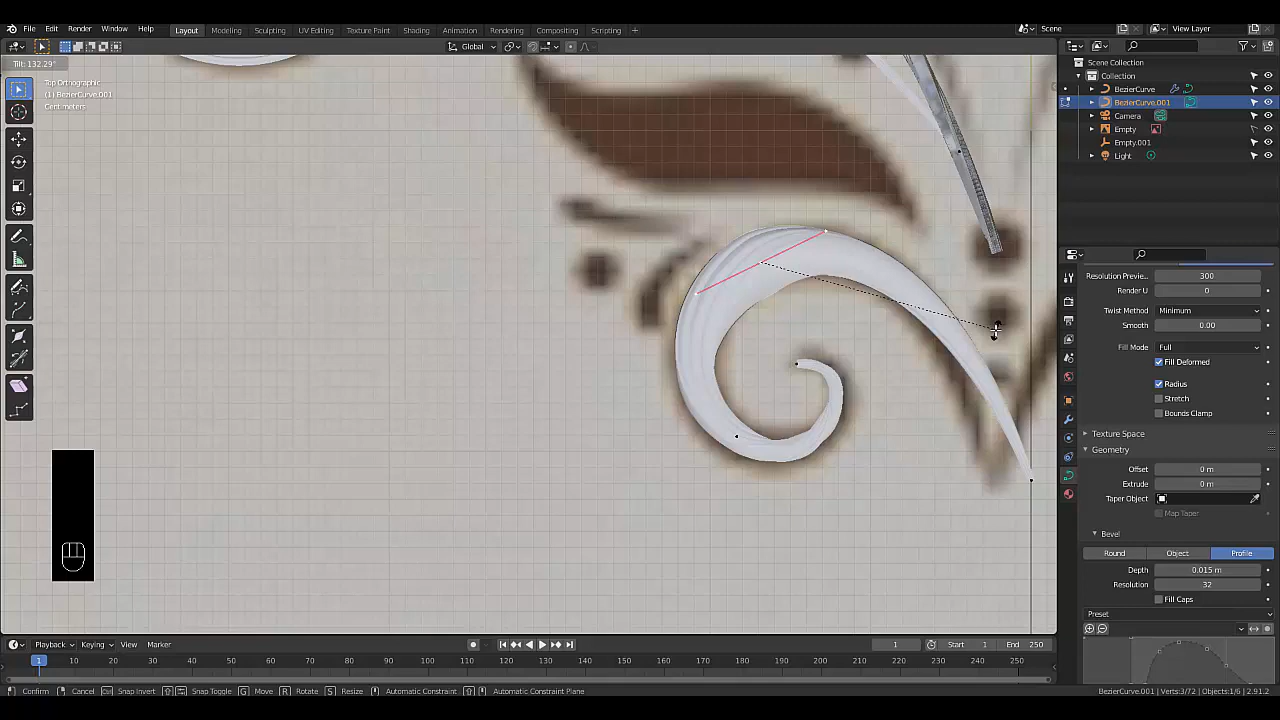 File Edit Render Window Help Layout Modeling Sculpting UV Editing Texture Paint Shading Animation Rendering Compositing Scripting Scene View Layer
Global
Tilt: 132.29°
Scene Collection
Top Orthographic
Collection
(1) BezierCurve.001
BezierCurve
Centimeters
BezierCurve.001
Camera
Empty
Empty.001
Light
Resolution Previe... 300
Render U 0
Twist Method Minimum
Smooth 0.00
Fill Mode Full
Fill Deformed
Radius
Stretch
Bounds Clamp
Texture Space
Geometry
Offset 0 m
Extrude 0 m
Taper Object
Map Taper
Bevel
Round Object Profile
Depth 0.015 m
Resolution 32
Fill Caps
Preset
Playback Keying View Marker 1 Start 1 End 250
1 10 20 30 40 50 60 70 80 90 100 110 120 130 140 150 160 170 180 190 200 210 220 230 240 250
Confirm Cancel Snap Invert Snap Toggle G Move R Rotate S Resize Automatic Constraint Automatic Constraint Plane BezierCurve.001 | Verts:3/72 | Objects:1/6 | 2.91.2